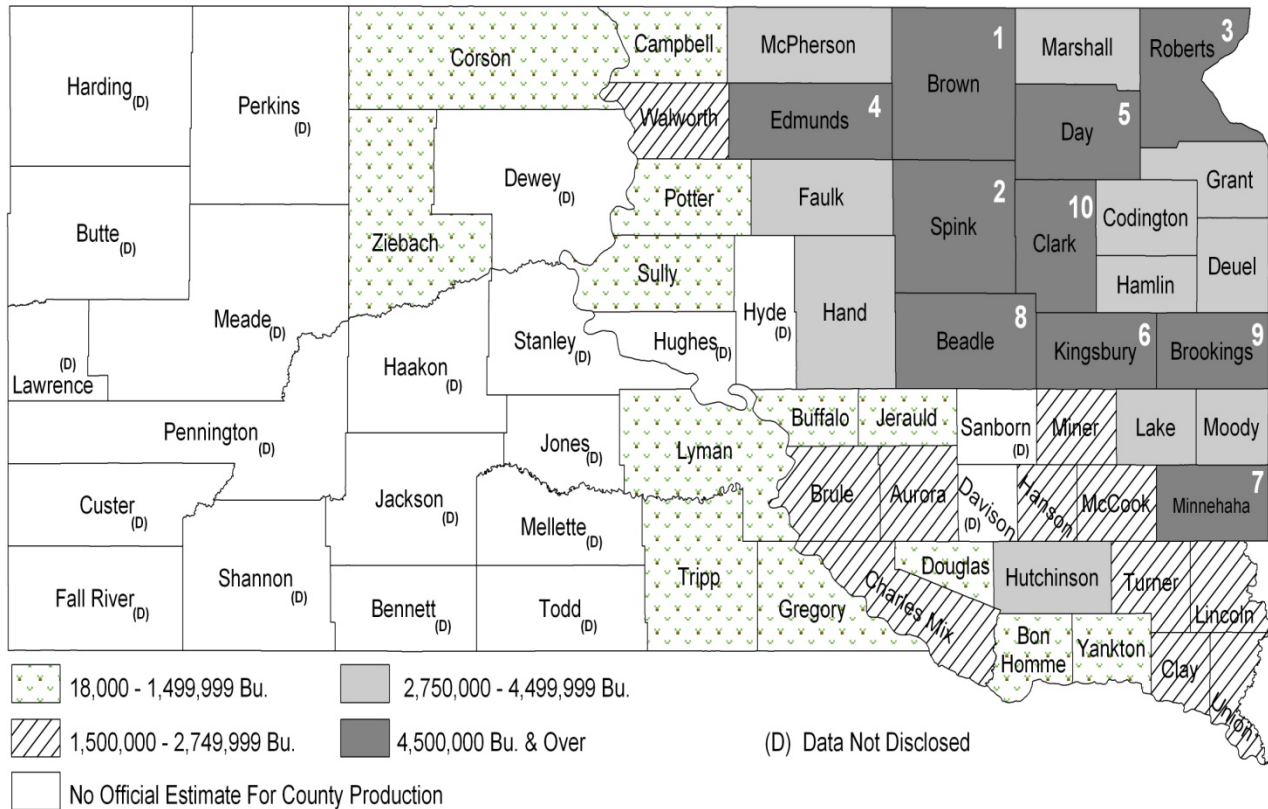 Harding (D)
Perkins (D)
Corson
Campbell
McPherson
1
Brown
Marshall
3
Roberts
Walworth
Edmunds
4
Day
5
Butte (D)
Ziebach
Dewey (D)
Potter
Faulk
2
Spink
10
Clark
Codington
Grant
Meade (D)
Sully
Hyde (D)
Hand
Hamlin
Deuel
(D)
Lawrence
Haakon (D)
Stanley (D)
Hughes (D)
8
Beadle
6
Kingsbury
9
Brookings
Pennington (D)
Jones (D)
Lyman
Buffalo
Jerauld
Sanborn (D)
Miner
Lake
Moody
Custer (D)
Jackson (D)
Mellette (D)
Brule
Aurora
Davison (D)
Hanson
McCook
7
Minnehaha
Fall River (D)
Shannon (D)
Bennett (D)
Todd (D)
Tripp
Gregory
Charles Mix
Douglas
Hutchinson
Turner
Lincoln
Bon
Homme
Yankton
Clay
Union
18,000 - 1,499,999 Bu.
2,750,000 - 4,499,999 Bu.
1,500,000 - 2,749,999 Bu.
4,500,000 Bu. & Over
(D) Data Not Disclosed
No Official Estimate For County Production